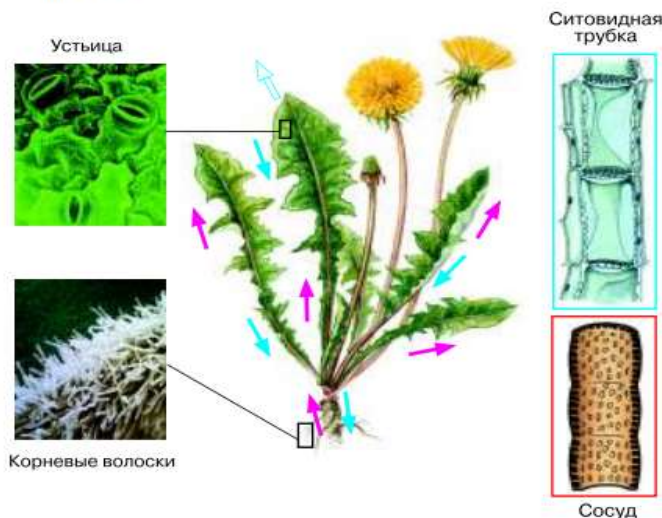 Устьица
Ситовидная
трубка
Корневые волоски
Сосуд